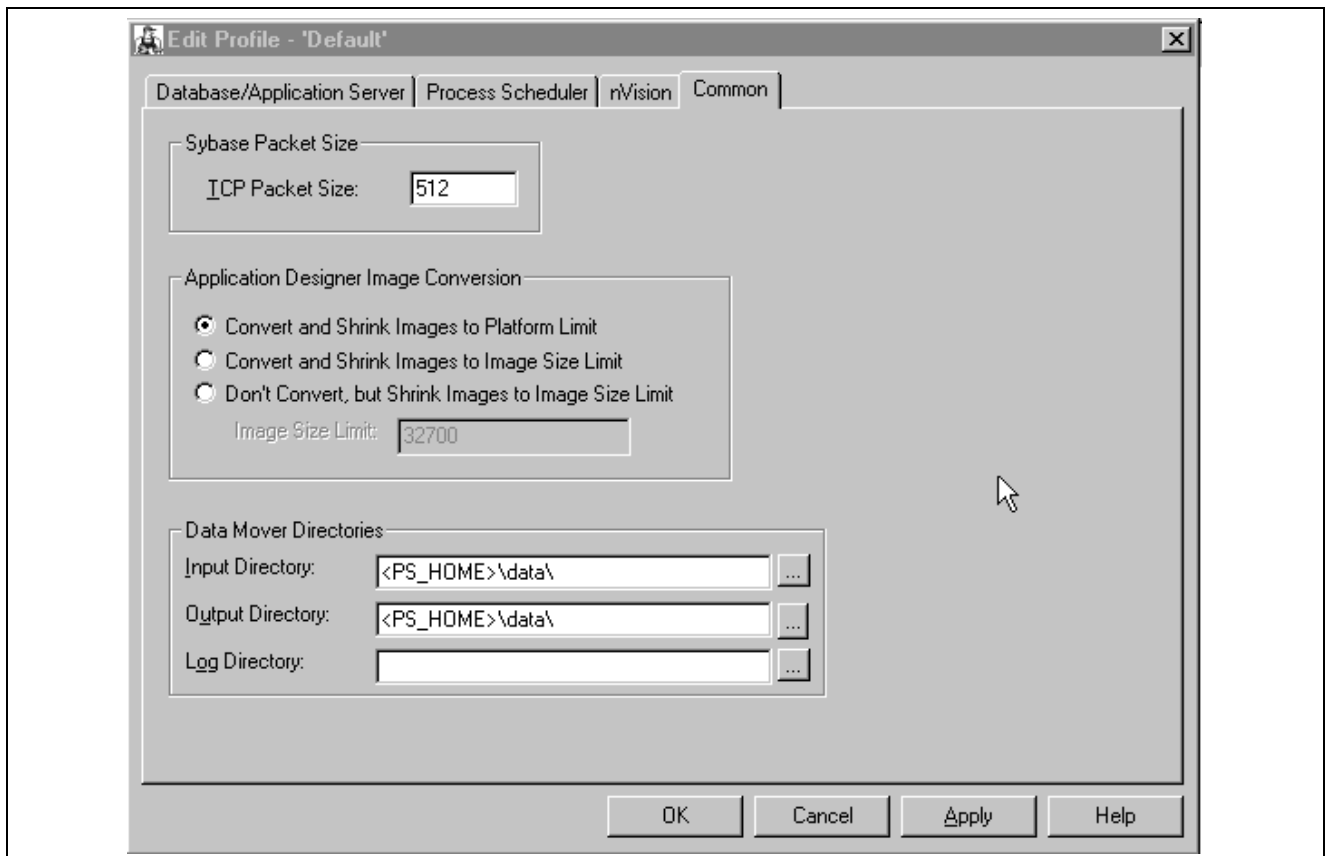 Edit Profile - 'Default'
Database/Application Server Process Scheduler nVision Common
Sybase Packet Size
TCP Packet Size: 512
Application Designer Image Conversion
Convert and Shrink Images to Platform Limit
Convert and Shrink Images to Image Size Limit
Don't Convert, but Shrink Images to Image Size Limit
Image Size Limit: 32700
Data Mover Directories
Input Directory: <PS_HOME>\data\ ...
Output Directory: <PS_HOME>\data\ ...
Log Directory: ...
OK Cancel Apply Help